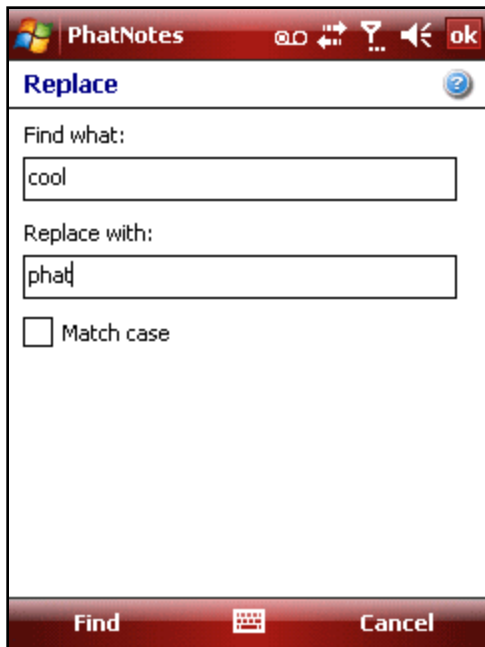 PhatNotes ok
Replace
Find what:
cool
Replace with:
phat
Match case
Find Cancel